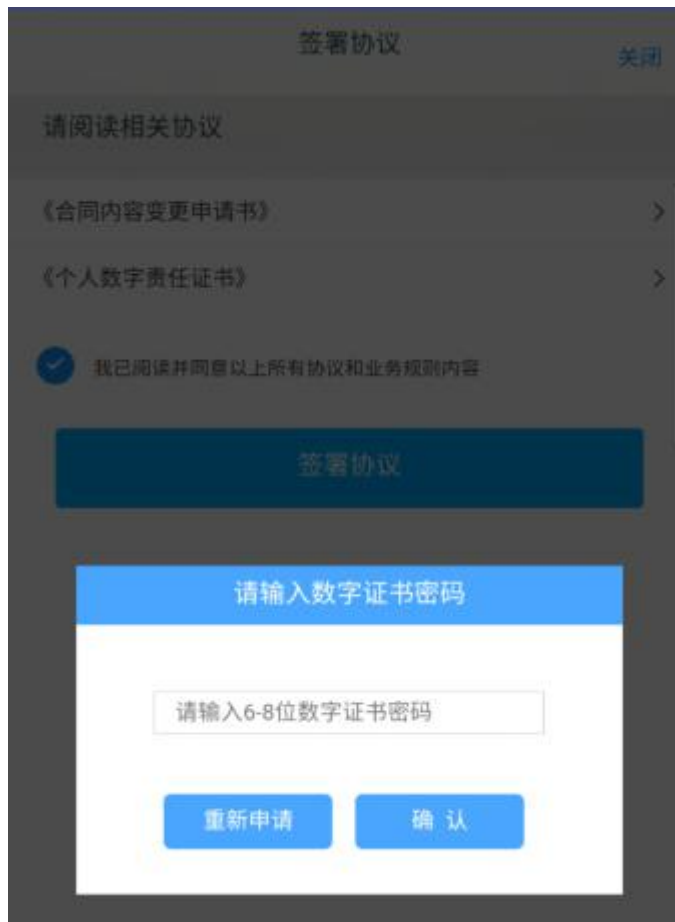 签署协议
关闭
请阅读相关协议
《合同内容变更申请书》
《个人数字责任证书》
我已阅读并同意以上所有协议和业务规则内容
签署协议
请输入数字证书密码
请输入6-8位数字证书密码
重新申请
确 认